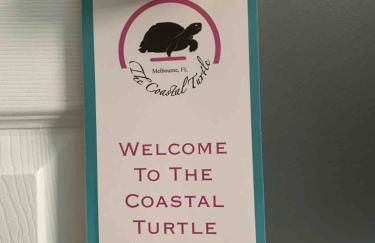 Melbourne, FL
The Coastal Turtle
WELCOME
TO THE
COASTAL
TURTLE